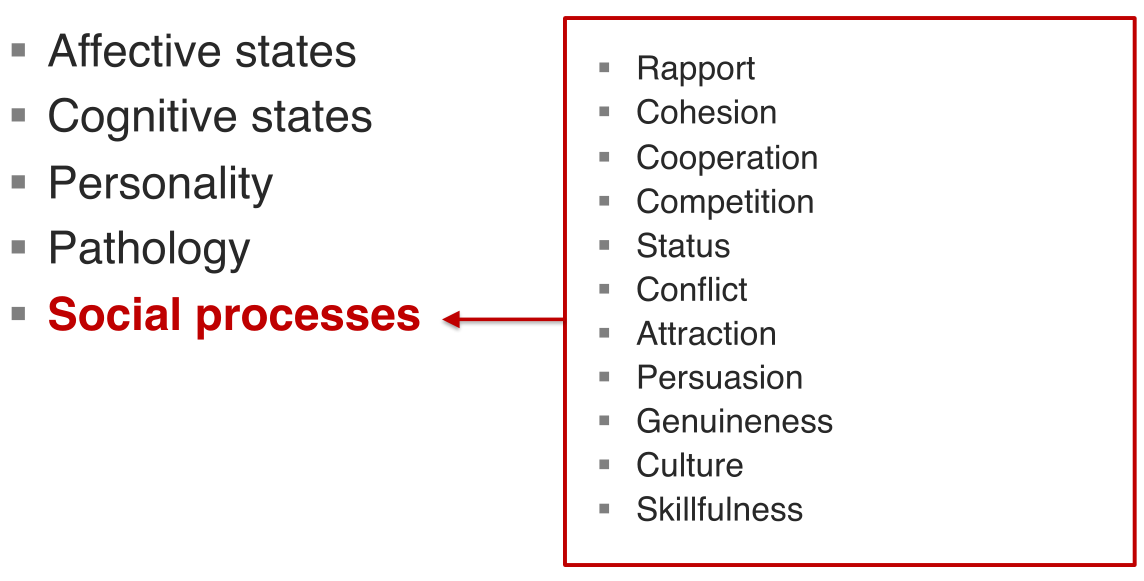 Affective states
Cognitive states
Personality
Pathology
Social processes
Rapport
Cohesion
Cooperation
Competition
Status
Conflict
Attraction
Persuasion
Genuineness
Culture
Skillfulness